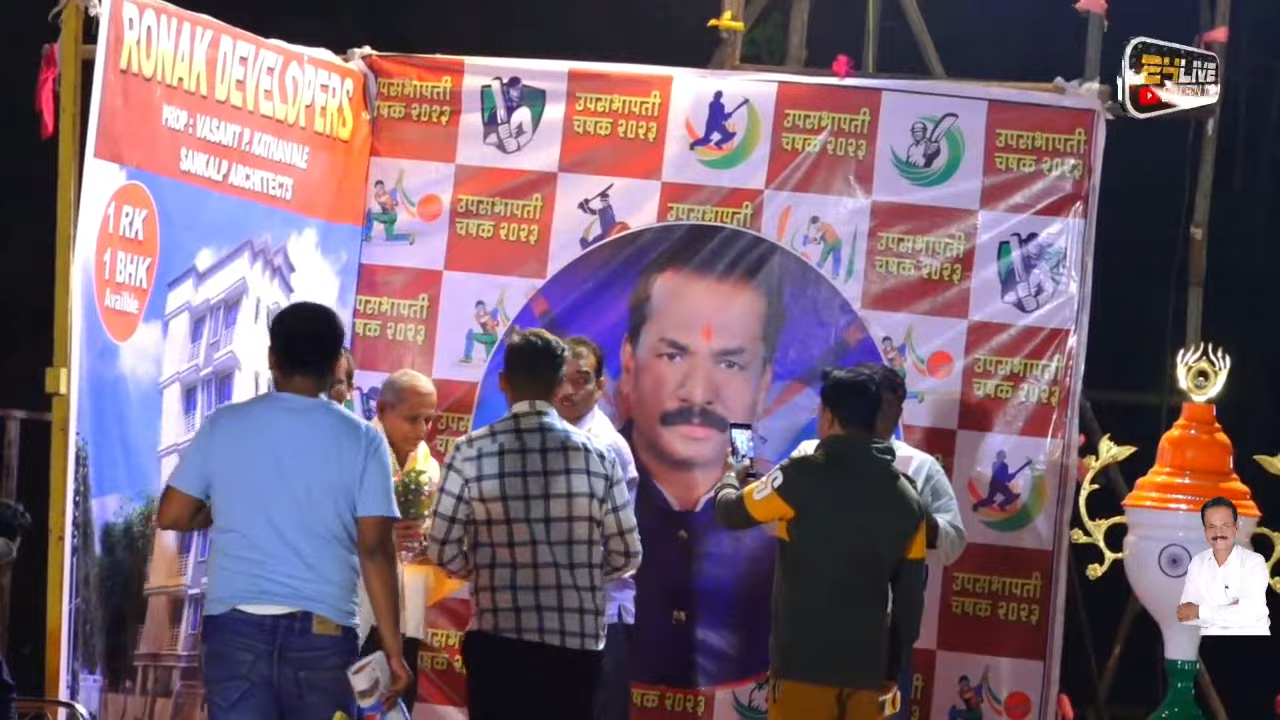 RONAK DEVELOPERS
PROP : VASANT P. KATHAVALE
SANKALP ARCHITECTS
1 RK
1 BHK
Availble
उपसभापती
चषक २०२३
उपसभापती
चषक २०२३
उपसभापती
चषक २०२३
उपसभापती
चषक २०२३
उपसभापती
चषक २०२३
उपसभापती
उपसभापती
चषक २०२३
उपसभापती
चषक २०२३
उपसभापती
चषक २०२३
उपसभापती
चषक २०२३
चषक २०२३
LIVE